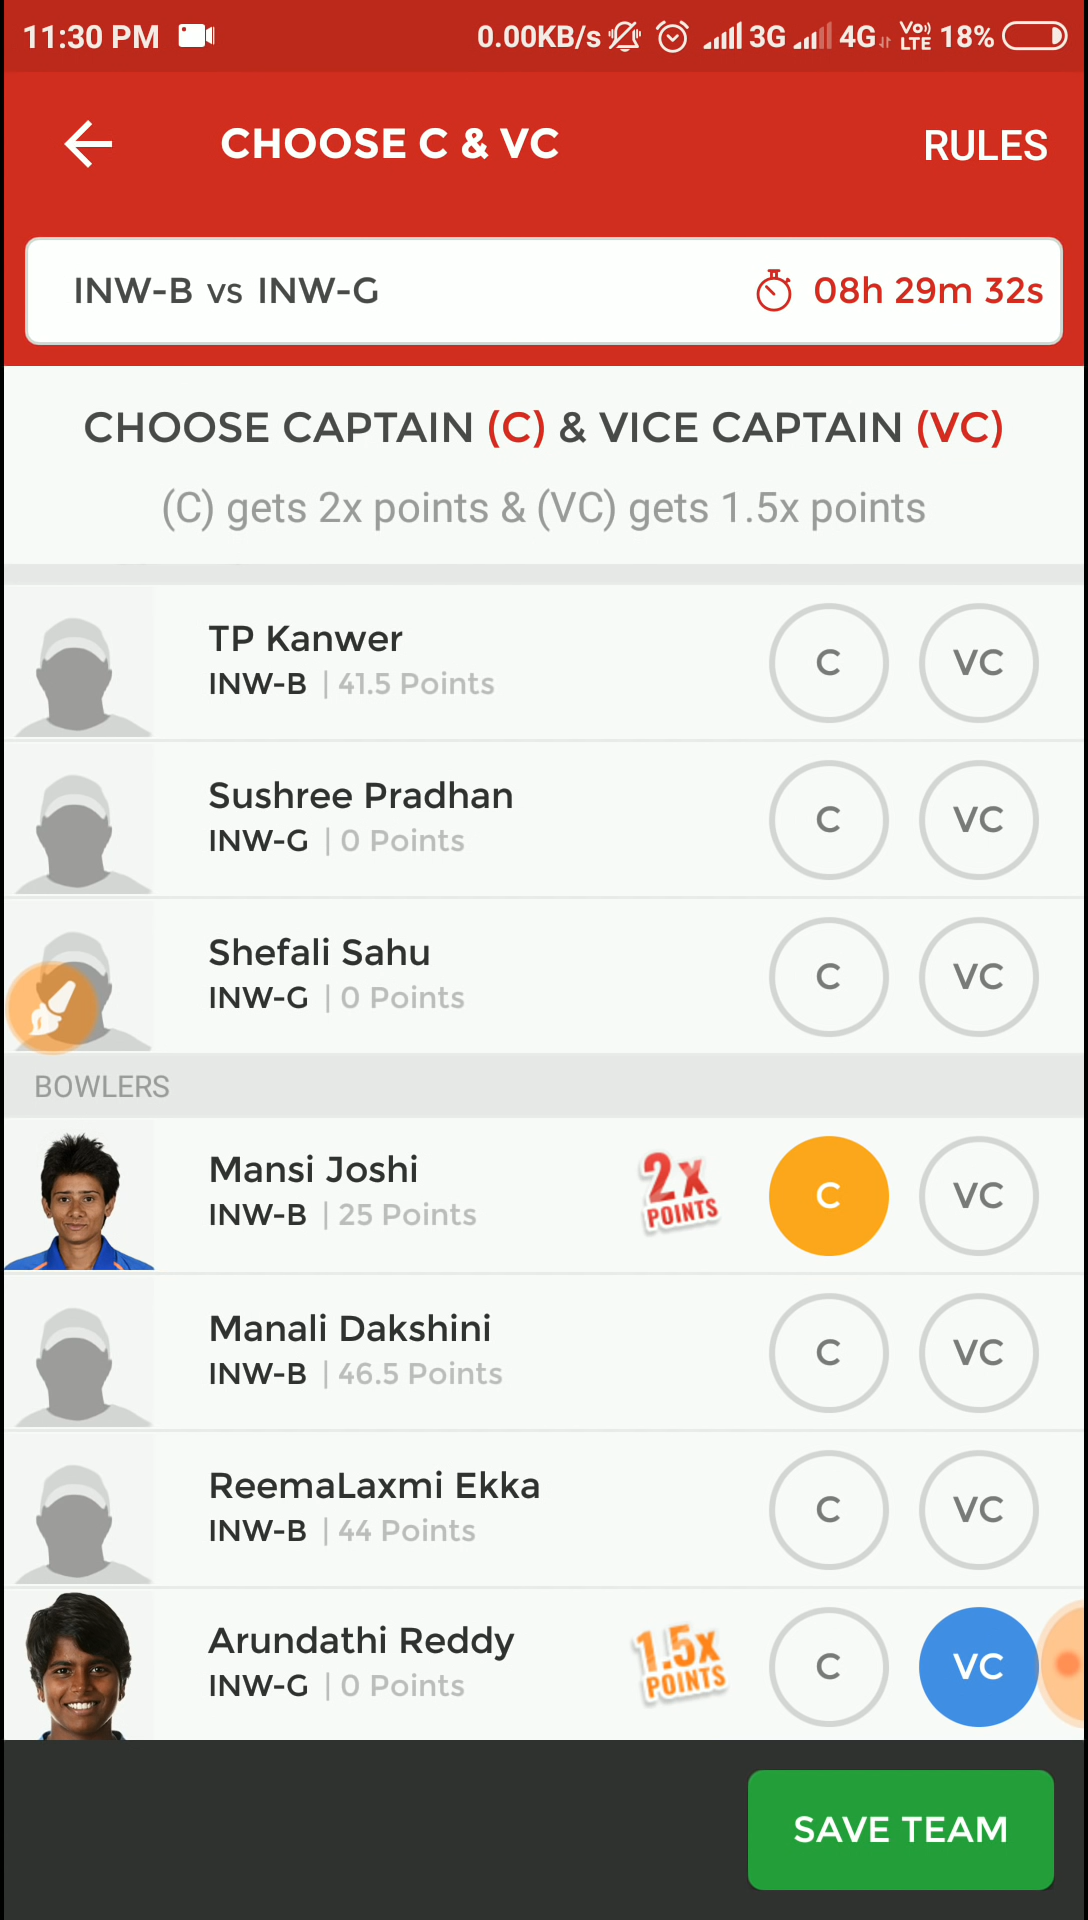 11:30 PM 0.00KB/s 3G 4G VoLTE 18%
CHOOSE C & VC RULES
INW-B vs INW-G 08h 29m 32s
CHOOSE CAPTAIN (C) & VICE CAPTAIN (VC)
(C) gets 2x points & (VC) gets 1.5x points
TP Kanwer
INW-B | 41.5 Points
C VC
Sushree Pradhan
INW-G | 0 Points
C VC
Shefali Sahu
INW-G | 0 Points
C VC
BOWLERS
Mansi Joshi
INW-B | 25 Points
2x
POINTS
C VC
Manali Dakshini
INW-B | 46.5 Points
C VC
ReemaLaxmi Ekka
INW-B | 44 Points
C VC
Arundathi Reddy
INW-G | 0 Points
1.5x
POINTS
C VC
SAVE TEAM